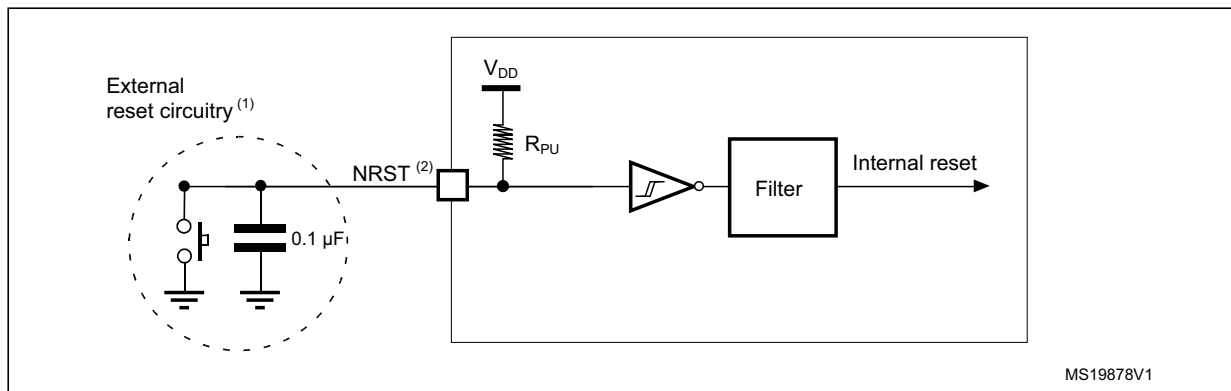 External
reset circuitry (1)
VDD
RPU
NRST (2)
0.1 µF
Filter
Internal reset
MS19878V1